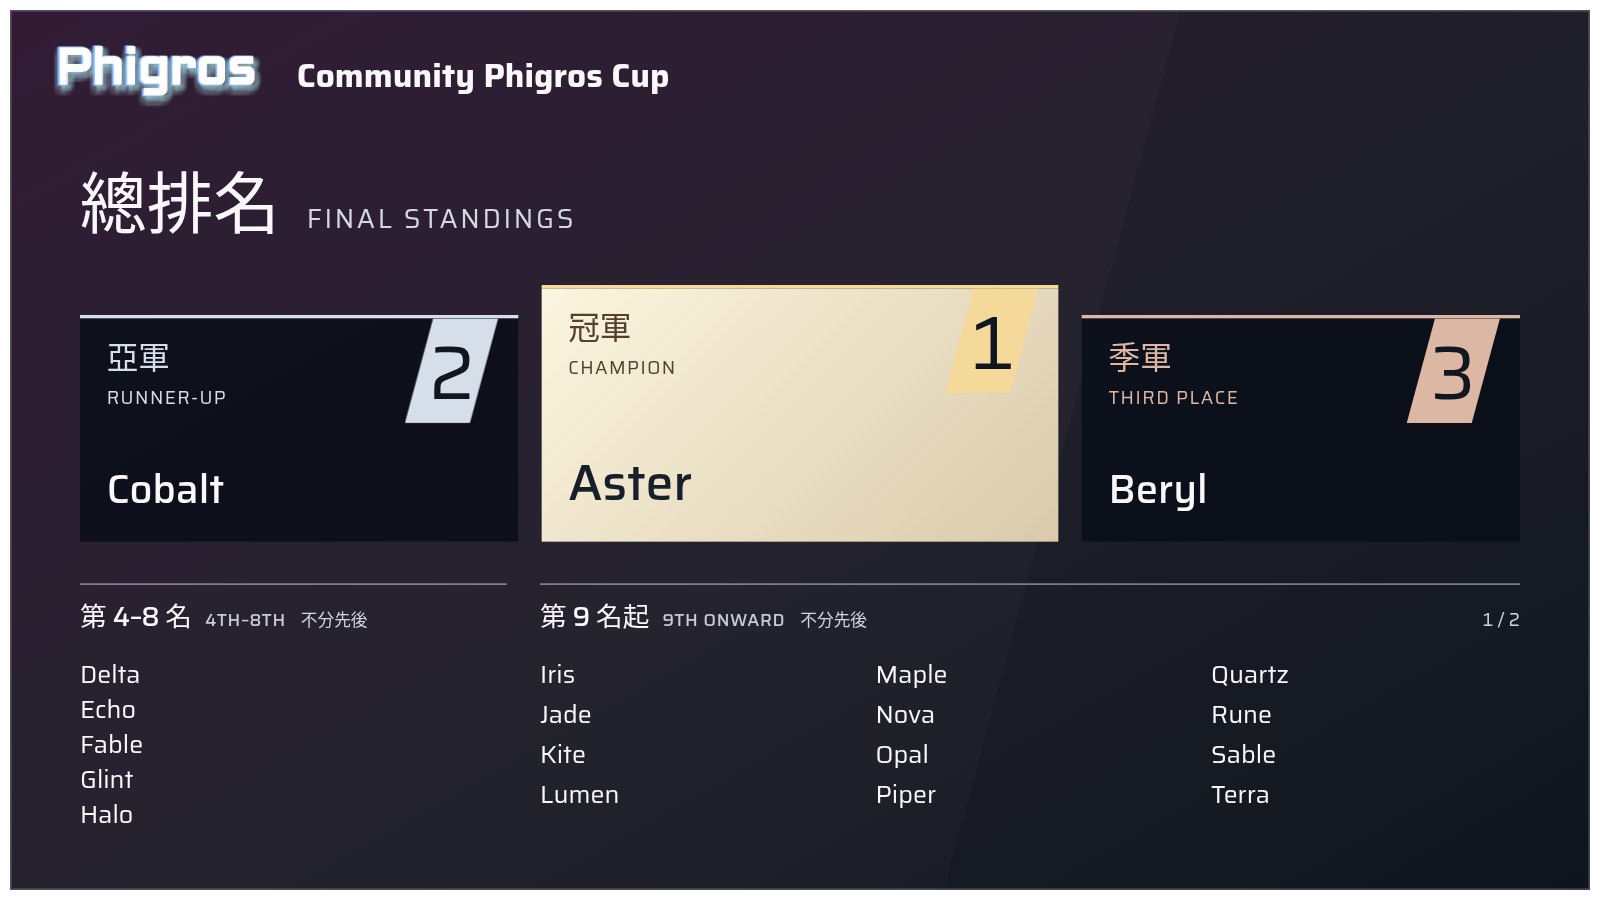 Phigros
Community Phigros Cup
總排名 FINAL STANDINGS
亞軍
RUNNER-UP
2
Cobalt
冠軍
CHAMPION
1
Aster
季軍
THIRD PLACE
3
Beryl
第 4–8 名 4TH–8TH 不分先後
Delta
Echo
Fable
Glint
Halo
第 9 名起 9TH ONWARD 不分先後 1 / 2
Iris
Jade
Kite
Lumen
Maple
Nova
Opal
Piper
Quartz
Rune
Sable
Terra